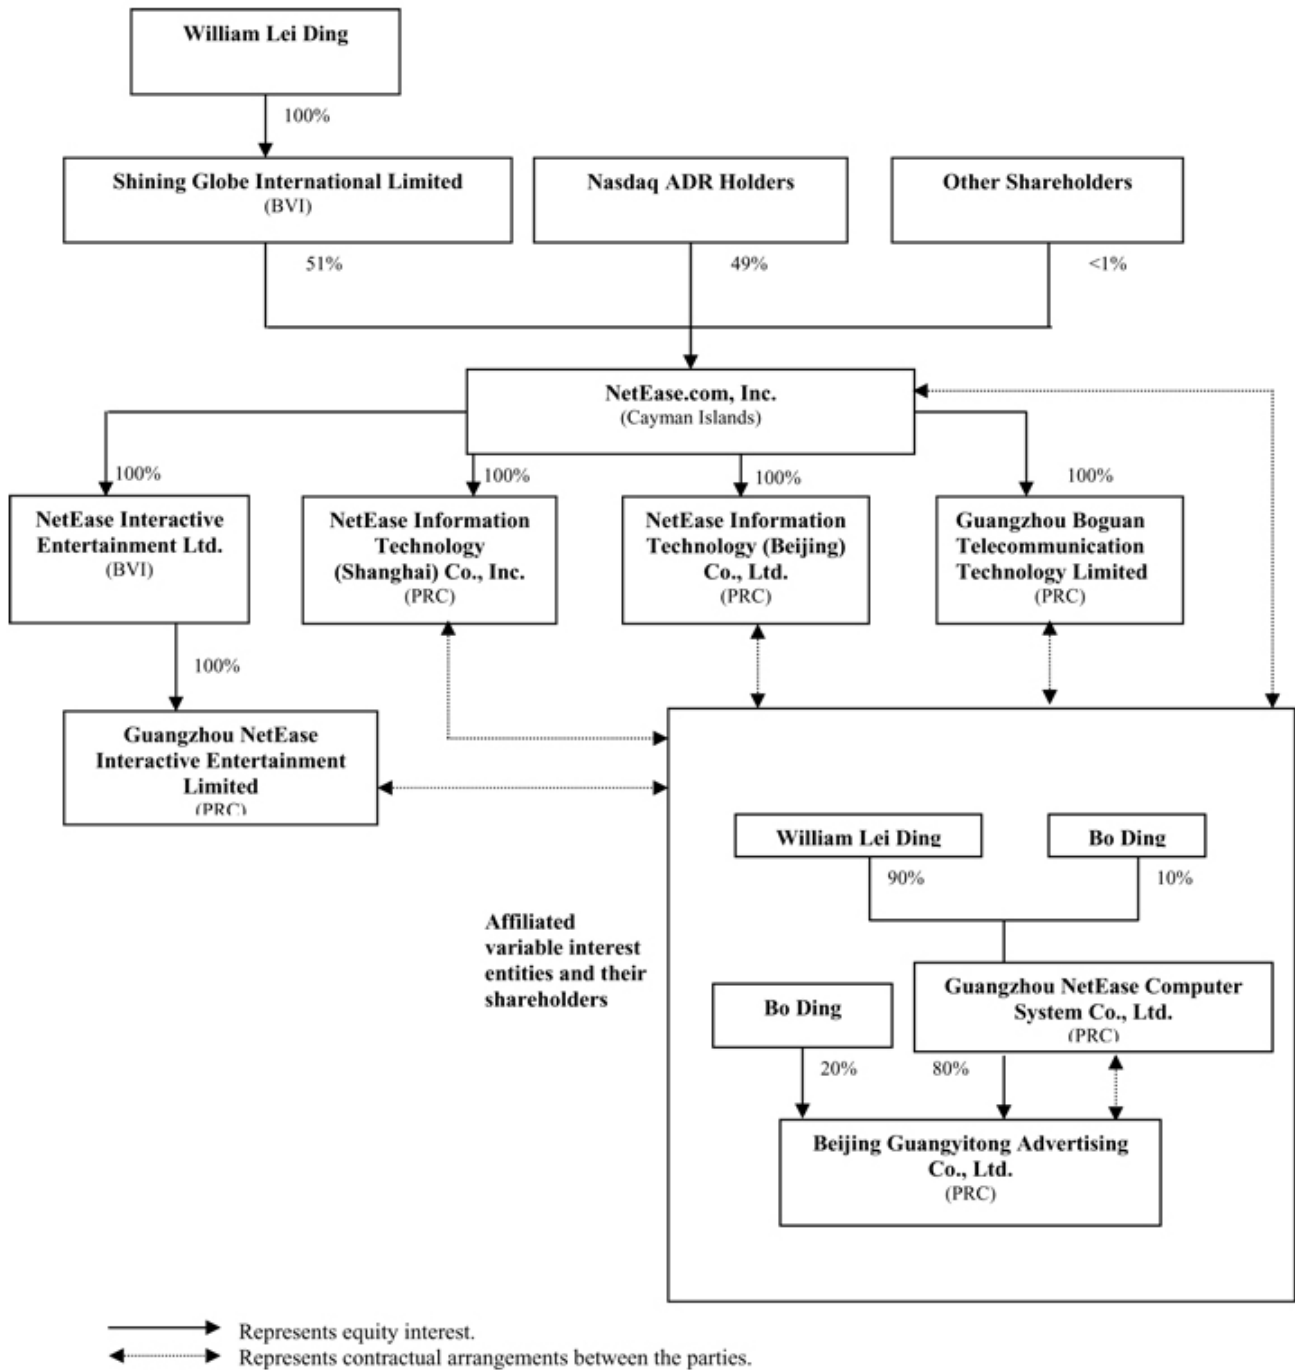 William Lei Ding
100%
Shining Globe International Limited
(BVI)
Nasdaq ADR Holders
Other Shareholders
51%
49%
<1%
NetEase.com, Inc.
(Cayman Islands)
100%
100%
100%
100%
NetEase Interactive
Entertainment Ltd.
(BVI)
NetEase Information
Technology
(Shanghai) Co., Inc.
(PRC)
NetEase Information
Technology (Beijing)
Co., Ltd.
(PRC)
Guangzhou Boguan
Telecommunication
Technology Limited
(PRC)
100%
Guangzhou NetEase
Interactive Entertainment
Limited
(PRC)
William Lei Ding
Bo Ding
90%
10%
Affiliated
variable interest
entities and their
shareholders
Bo Ding
Guangzhou NetEase Computer
System Co., Ltd.
(PRC)
20%
80%
Beijing Guangyitong Advertising
Co., Ltd.
(PRC)
Represents equity interest.
Represents contractual arrangements between the parties.